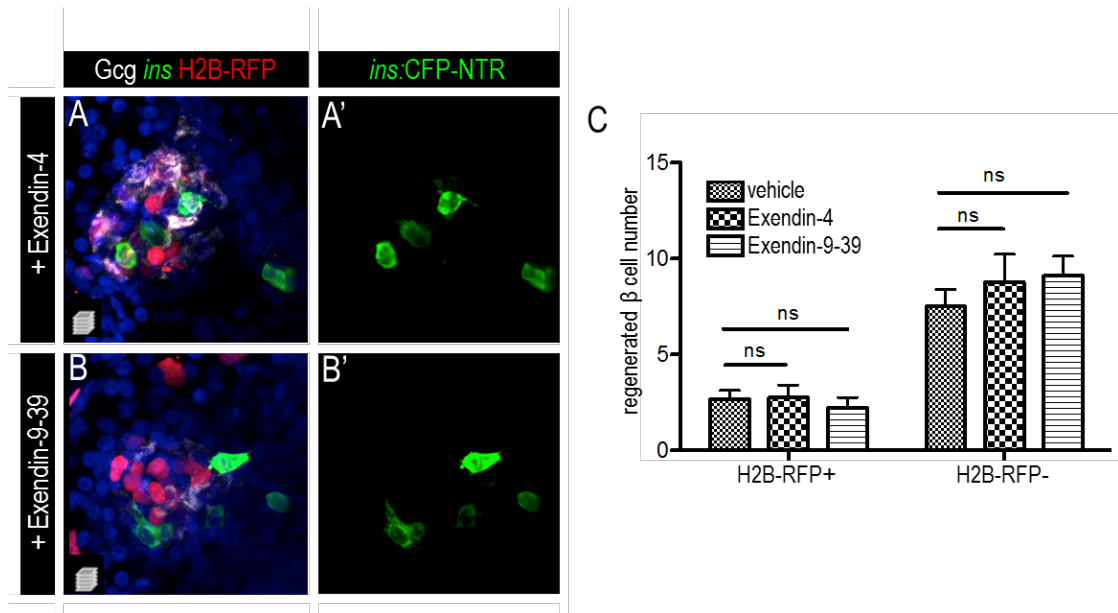 Gcg ins H2B-RFP
ins:CFP-NTR
+ Exendin-4
A
A'
+ Exendin-9-39
B
B'
C
regenerated β cell number
15
10
5
0
vehicle
Exendin-4
Exendin-9-39
ns
ns
ns
ns
H2B-RFP+
H2B-RFP-